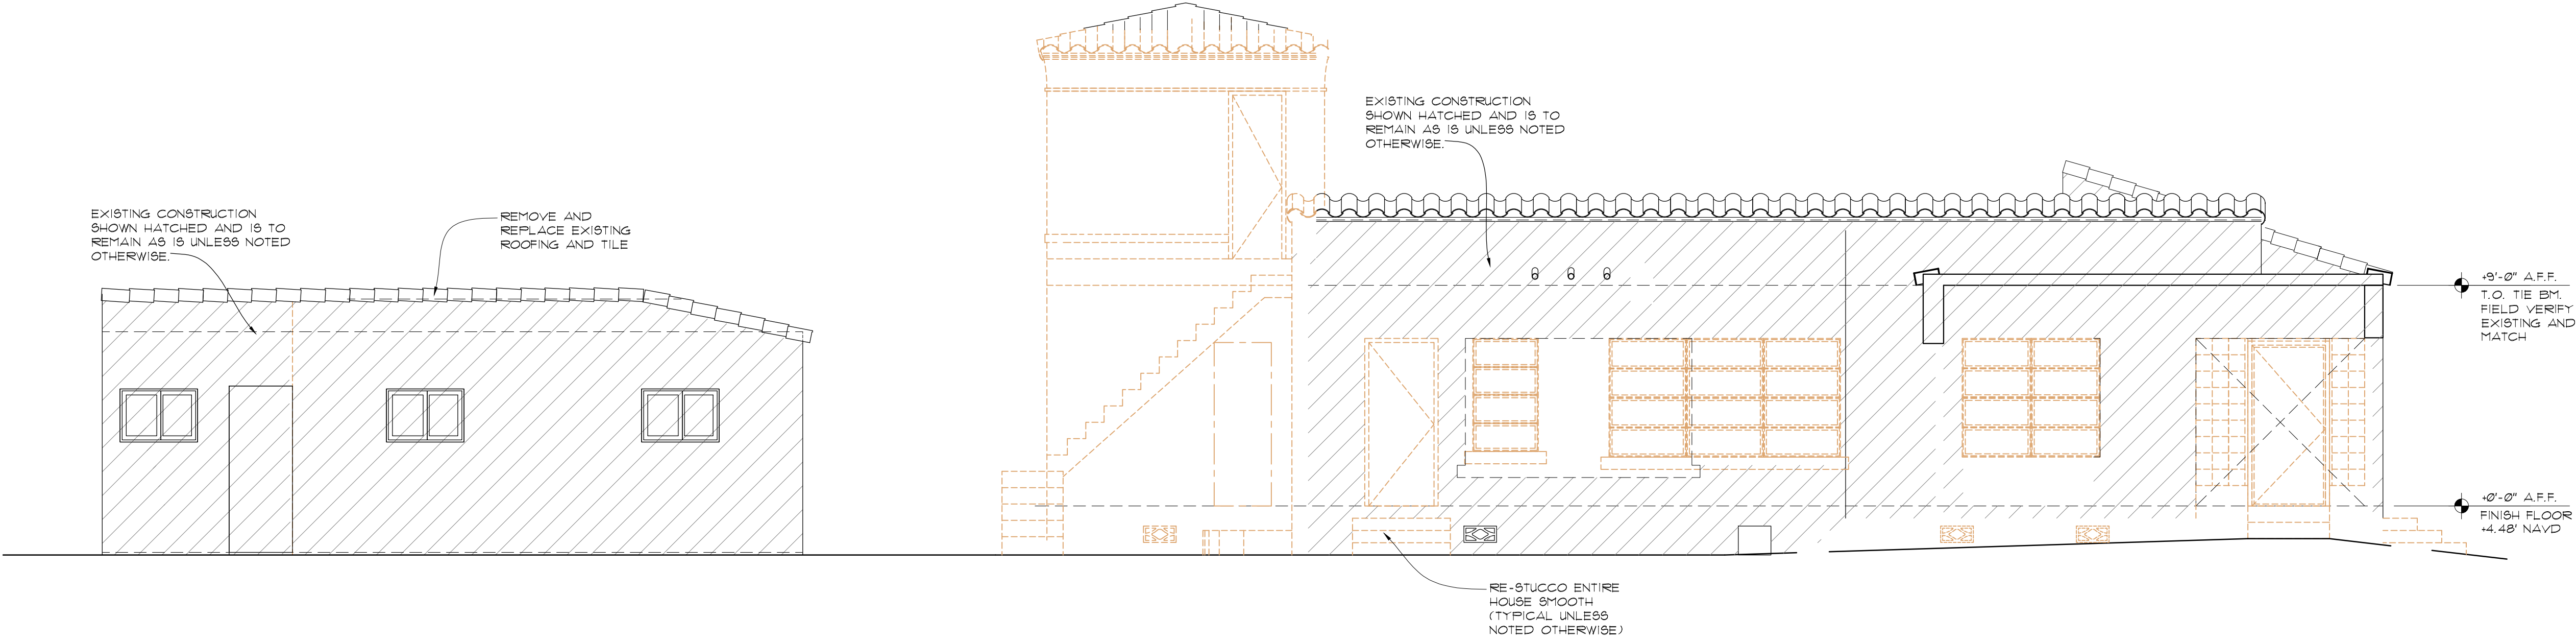 EXISTING CONSTRUCTION
SHOWN HATCHED AND IS TO
REMAIN AS IS UNLESS NOTED
OTHERWISE.
REMOVE AND
REPLACE EXISTING
ROOFING AND TILE
EXISTING CONSTRUCTION
SHOWN HATCHED AND IS TO
REMAIN AS IS UNLESS NOTED
OTHERWISE.
+9'-0" A.F.F.
T.O. TIE BM.
FIELD VERIFY
EXISTING AND
MATCH
+0'-0" A.F.F.
FINISH FLOOR
+4.48' NAVD
RE-STUCCO ENTIRE
HOUSE SMOOTH
(TYPICAL UNLESS
NOTED OTHERWISE)